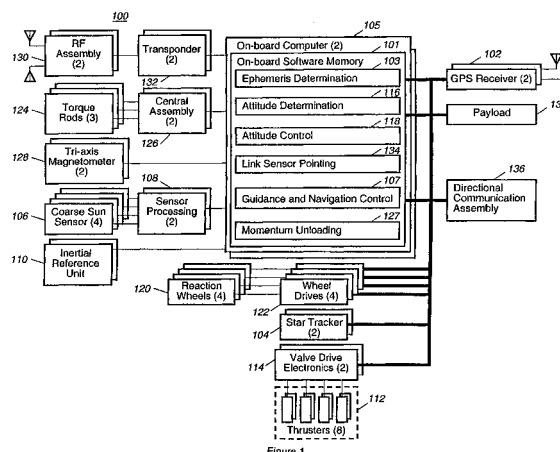 100
105
RF
Assembly
(2)
130
Transponder
(2)
132
On-board Computer (2)
101
On-board Software Memory
103
Ephemeris Determination
116
Attitude Determination
118
Attitude Control
134
Link Sensor Pointing
107
Guidance and Navigation Control
127
Momentum Unloading
102
GPS Receiver (2)
Payload
136
Directional
Communication
Assembly
124
Torque
Rods (3)
Central
Assembly
(2)
126
128
Tri-axis
Magnetometer
(2)
108
106
Coarse Sun
Sensor (4)
Sensor
Processing
(2)
110
Inertial
Reference
Unit
120
Reaction
Wheels (4)
122
Wheel
Drives (4)
104
Star Tracker
(2)
114
Valve Drive
Electronics (2)
112
Thrusters (8)
Figure 1